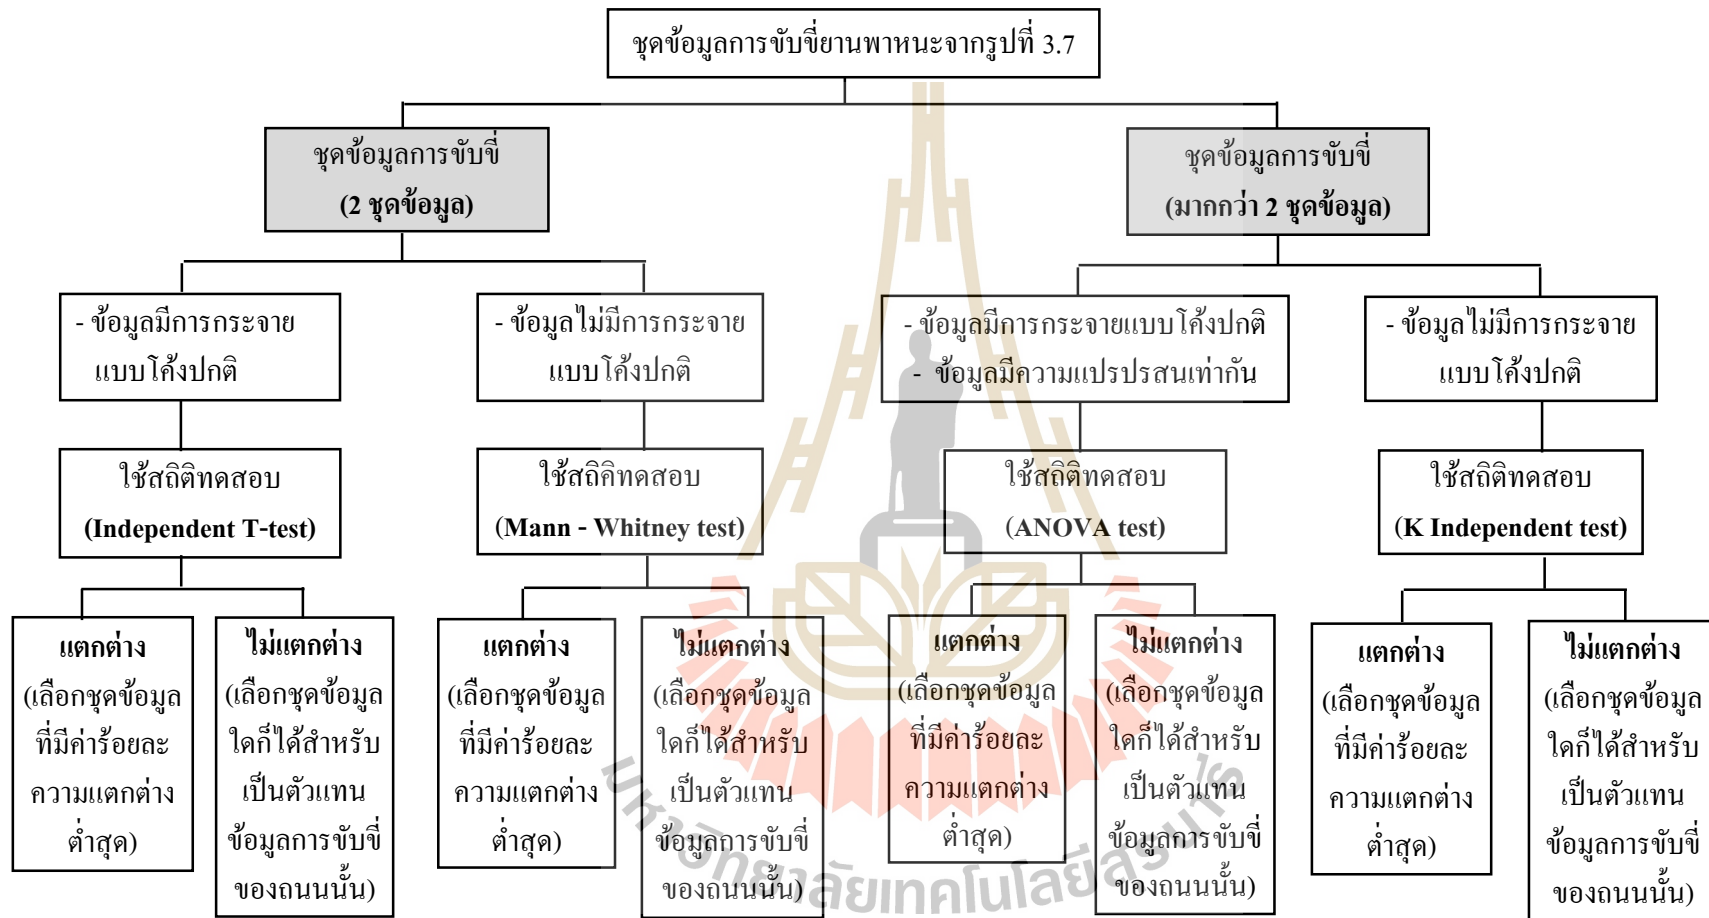 ชุดข้อมูลการขับขี่ยานพาหนะจากรูปที่ 3.7
ชุดข้อมูลการขับขี่
(2 ชุดข้อมูล)
ชุดข้อมูลการขับขี่
(มากกว่า 2 ชุดข้อมูล)
- ข้อมูลมีการกระจาย
แบบโค้งปกติ
- ข้อมูลไม่มีการกระจาย
แบบโค้งปกติ
- ข้อมูลมีการกระจายแบบโค้งปกติ
- ข้อมูลมีความแปรปรสนเท่ากัน
- ข้อมูลไม่มีการกระจาย
แบบโค้งปกติ
ใช้สถิติทดสอบ
(Independent T-test)
ใช้สถิคิทดสอบ
(Mann - Whitney test)
ใช้สถิติทดสอบ
(ANOVA test)
ใช้สถิติทดสอบ
(K Independent test)
แตกต่าง
(เลือกชุดข้อมูล
ที่มีค่าร้อยละ
ความแตกต่าง
ต่ำสุด)
ไม่แตกต่าง
(เลือกชุดข้อมูล
ใดก็ได้สำหรับ
เป็นตัวแทน
ข้อมูลการขับขี่
ของถนนนั้น)
แตกต่าง
(เลือกชุดข้อมูล
ที่มีค่าร้อยละ
ความแตกต่าง
ต่ำสุด)
ไม่แตกต่าง
(เลือกชุดข้อมูล
ใดก็ได้สำหรับ
เป็นตัวแทน
ข้อมูลการขับขี่
ของถนนนั้น)
แตกต่าง
(เลือกชุดข้อมูล
ที่มีค่าร้อยละ
ความแตกต่าง
ต่ำสุด)
ไม่แตกต่าง
(เลือกชุดข้อมูล
ใดก็ได้สำหรับ
เป็นตัวแทน
ข้อมูลการขับขี่
ของถนนนั้น)
แตกต่าง
(เลือกชุดข้อมูล
ที่มีค่าร้อยละ
ความแตกต่าง
ต่ำสุด)
ไม่แตกต่าง
(เลือกชุดข้อมูล
ใดก็ได้สำหรับ
เป็นตัวแทน
ข้อมูลการขับขี่
ของถนนนั้น)
มหาวิทยาลัยเทคโนโลยีสุรนารี